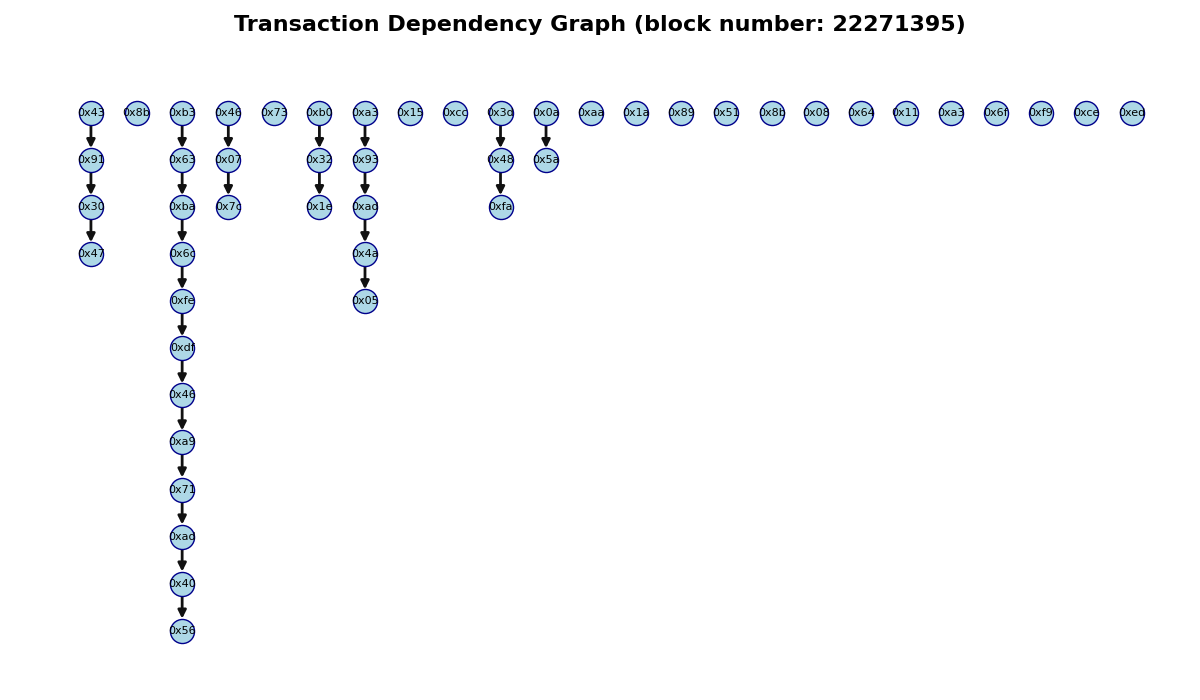 Transaction Dependency Graph (block number: 22271395)
0x43 0x8b 0xb3 0x46 0x73 0xb0 0xa3 0x15 0xcc 0x3d 0x0a 0xaa 0x1a 0x89 0x51 0x8b 0x08 0x64 0x11 0xa3 0x6f 0xf9 0xce 0xed
0x91 0x63 0x07 0x32 0x93 0x48 0x5a
0x30 0xba 0x7c 0x1e 0xad 0xfa
0x47 0x6c 0x4a
0xfe 0x05
0xdf
0x46
0xa9
0x71
0xad
0x40
0x56